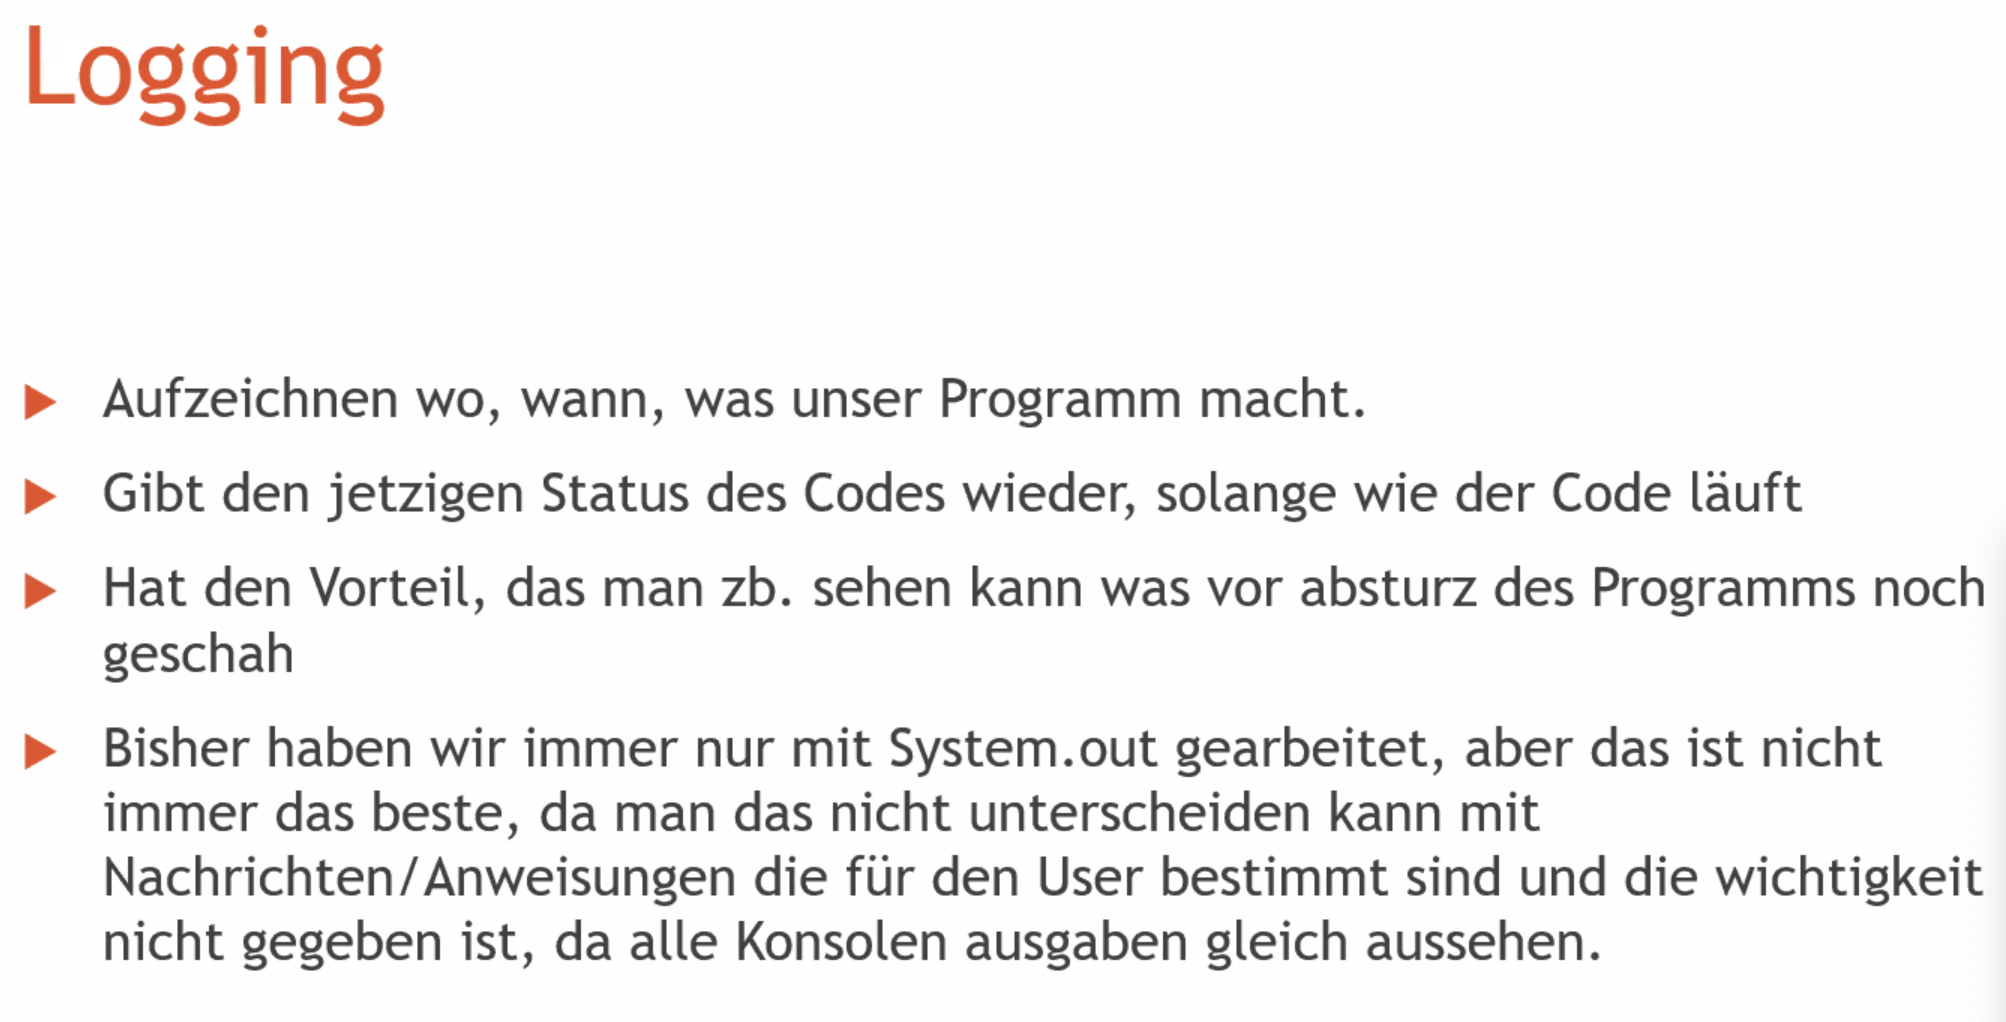 Logging
Aufzeichnen wo, wann, was unser Programm macht.
Gibt den jetzigen Status des Codes wieder, solange wie der Code läuft
Hat den Vorteil, das man zb. sehen kann was vor absturz des Programms noch
geschah
Bisher haben wir immer nur mit System.out gearbeitet, aber das ist nicht
immer das beste, da man das nicht unterscheiden kann mit
Nachrichten/Anweisungen die für den User bestimmt sind und die wichtigkeit
nicht gegeben ist, da alle Konsolen ausgaben gleich aussehen.